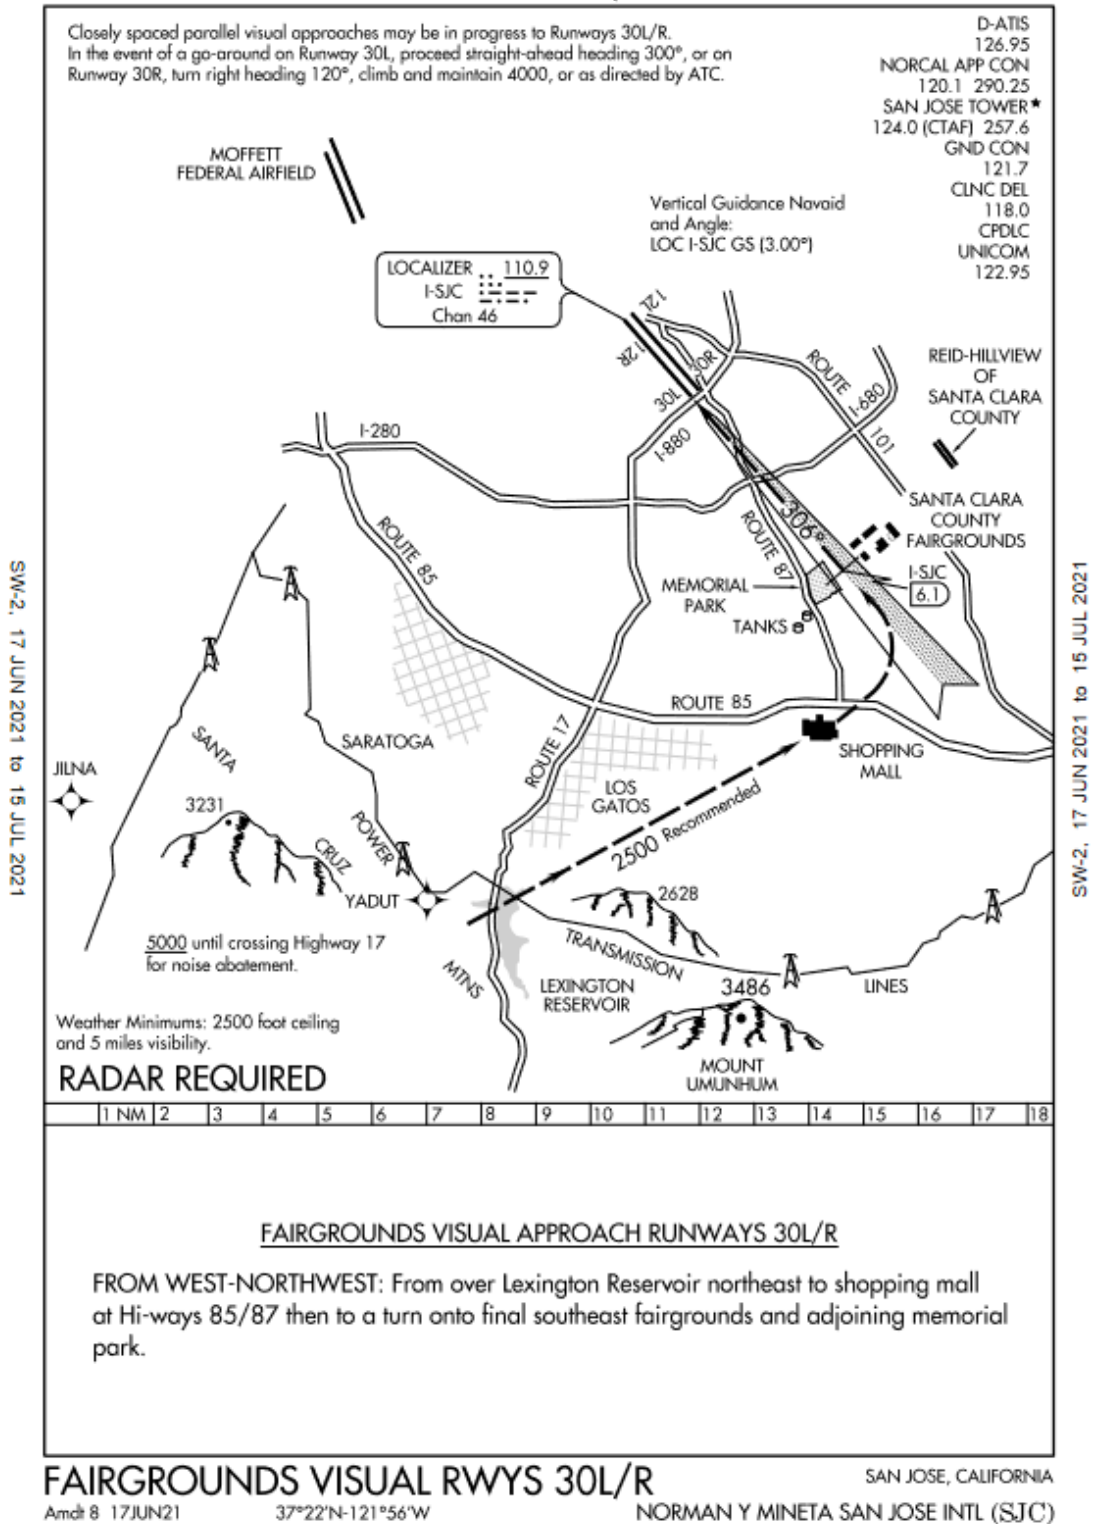 Closely spaced parallel visual approaches may be in progress to Runways 30L/R.
In the event of a go-around on Runway 30L, proceed straight-ahead heading 300°, or on
Runway 30R, turn right heading 120°, climb and maintain 4000, or as directed by ATC.
D-ATIS
126.95
NORCAL APP CON
120.1 290.25
SAN JOSE TOWER★
124.0 (CTAF) 257.6
GND CON
121.7
CLNC DEL
118.0
CPDLC
UNICOM
122.95
MOFFETT
FEDERAL AIRFIELD
Vertical Guidance Navaid
and Angle:
LOC I-SJC GS (3.00°)
LOCALIZER 110.9
I-SJC
Chan 46
12L
12R
30R
30L
ROUTE
101
I-680
I-880
REID-HILLVIEW
OF
SANTA CLARA
COUNTY
I-280
ROUTE 85
306°
ROUTE 87
SANTA CLARA
COUNTY
FAIRGROUNDS
I-SJC
6.1
MEMORIAL
PARK
TANKS
ROUTE 85
ROUTE 17
SHOPPING
MALL
SANTA
CRUZ
MTNS
SARATOGA
JILNA
3231
POWER
TRANSMISSION
LINES
LOS
GATOS
2500 Recommended
YADUT
2628
5000 until crossing Highway 17
for noise abatement.
LEXINGTON
RESERVOIR
3486
MOUNT
UMUNHUM
Weather Minimums: 2500 foot ceiling
and 5 miles visibility.
RADAR REQUIRED
1 NM 2 3 4 5 6 7 8 9 10 11 12 13 14 15 16 17 18
FAIRGROUNDS VISUAL APPROACH RUNWAYS 30L/R
FROM WEST-NORTHWEST: From over Lexington Reservoir northeast to shopping mall
at Hi-ways 85/87 then to a turn onto final southeast fairgrounds and adjoining memorial
park.
FAIRGROUNDS VISUAL RWYS 30L/R
SAN JOSE, CALIFORNIA
Amdt 8 17JUN21
37°22'N-121°56'W
NORMAN Y MINETA SAN JOSE INTL (SJC)
SW-2, 17 JUN 2021 to 15 JUL 2021
SW-2, 17 JUN 2021 to 15 JUL 2021